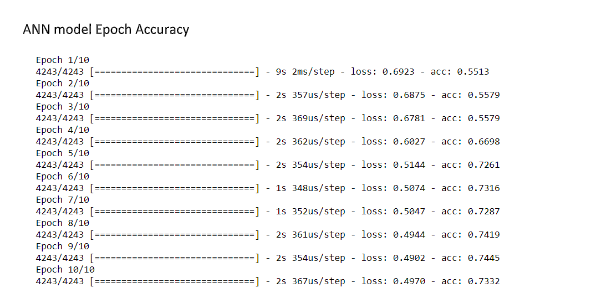 ANN model Epoch Accuracy
Epoch 1/10
4243/4243 [==============================] - 9s 2ms/step - loss: 0.6923 - acc: 0.5513
Epoch 2/10
4243/4243 [==============================] - 2s 357us/step - loss: 0.6875 - acc: 0.5579
Epoch 3/10
4243/4243 [==============================] - 2s 369us/step - loss: 0.6781 - acc: 0.5579
Epoch 4/10
4243/4243 [==============================] - 2s 362us/step - loss: 0.6027 - acc: 0.6698
Epoch 5/10
4243/4243 [==============================] - 2s 354us/step - loss: 0.5144 - acc: 0.7261
Epoch 6/10
4243/4243 [==============================] - 1s 348us/step - loss: 0.5074 - acc: 0.7316
Epoch 7/10
4243/4243 [==============================] - 1s 352us/step - loss: 0.5047 - acc: 0.7287
Epoch 8/10
4243/4243 [==============================] - 2s 361us/step - loss: 0.4944 - acc: 0.7419
Epoch 9/10
4243/4243 [==============================] - 2s 354us/step - loss: 0.4902 - acc: 0.7445
Epoch 10/10
4243/4243 [==============================] - 2s 367us/step - loss: 0.4970 - acc: 0.7332